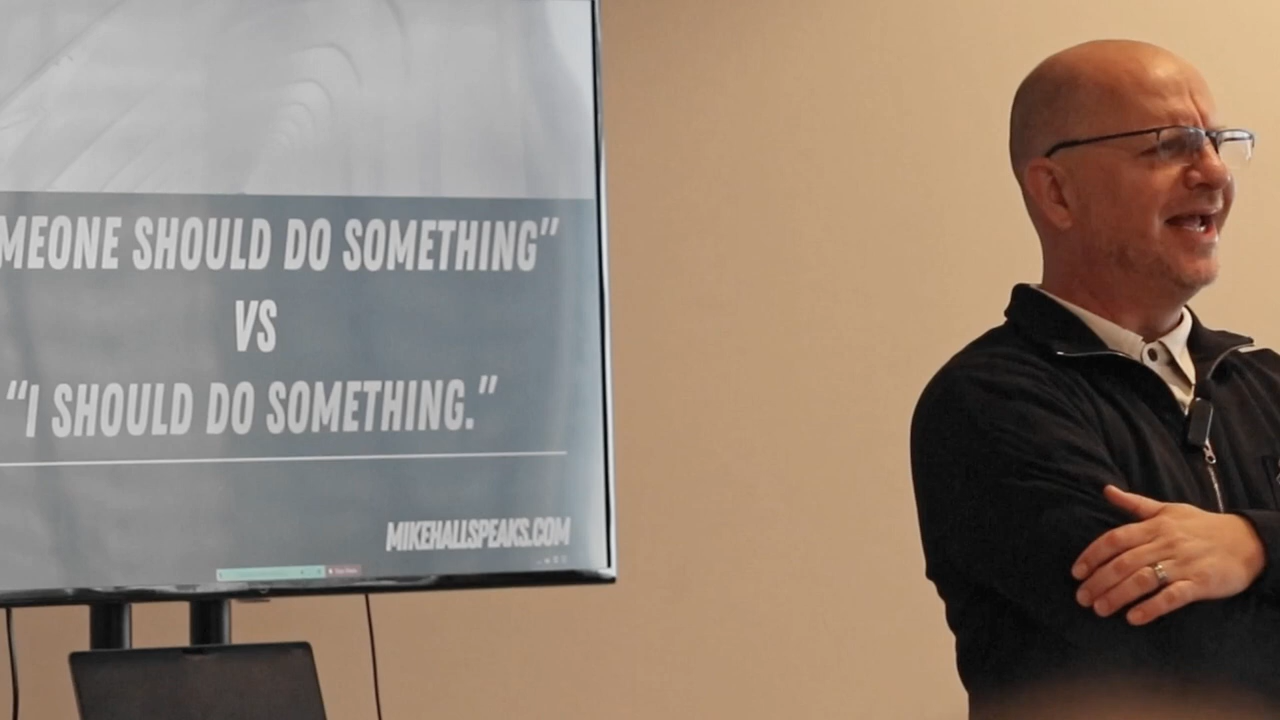 MEONE SHOULD DO SOMETHING”
VS
“I SHOULD DO SOMETHING.”
MIKEHALLSPEAKS.COM